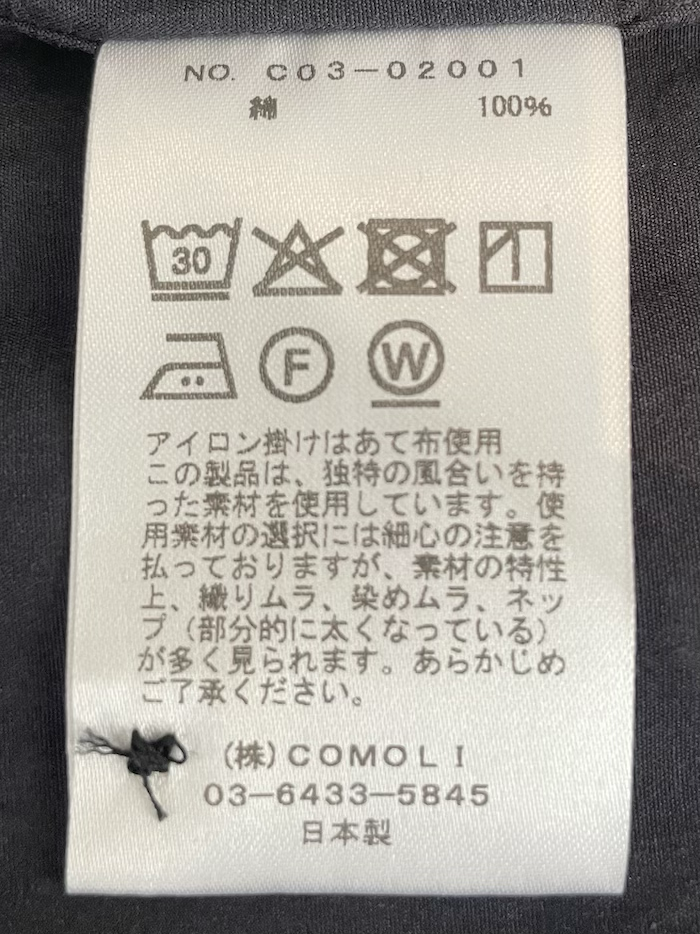 NO. C03-02001
綿 100%
30
F W
アイロン掛けはあて布使用
この製品は、独特の風合いを持
った素材を使用しています。使
用素材の選択には細心の注意を
払っておりますが、素材の特性
上、織りムラ、染めムラ、ネッ
プ（部分的に太くなっている）
が多く見られます。あらかじめ
ご了承ください。
（株）COMOLI
03-6433-5845
日本製